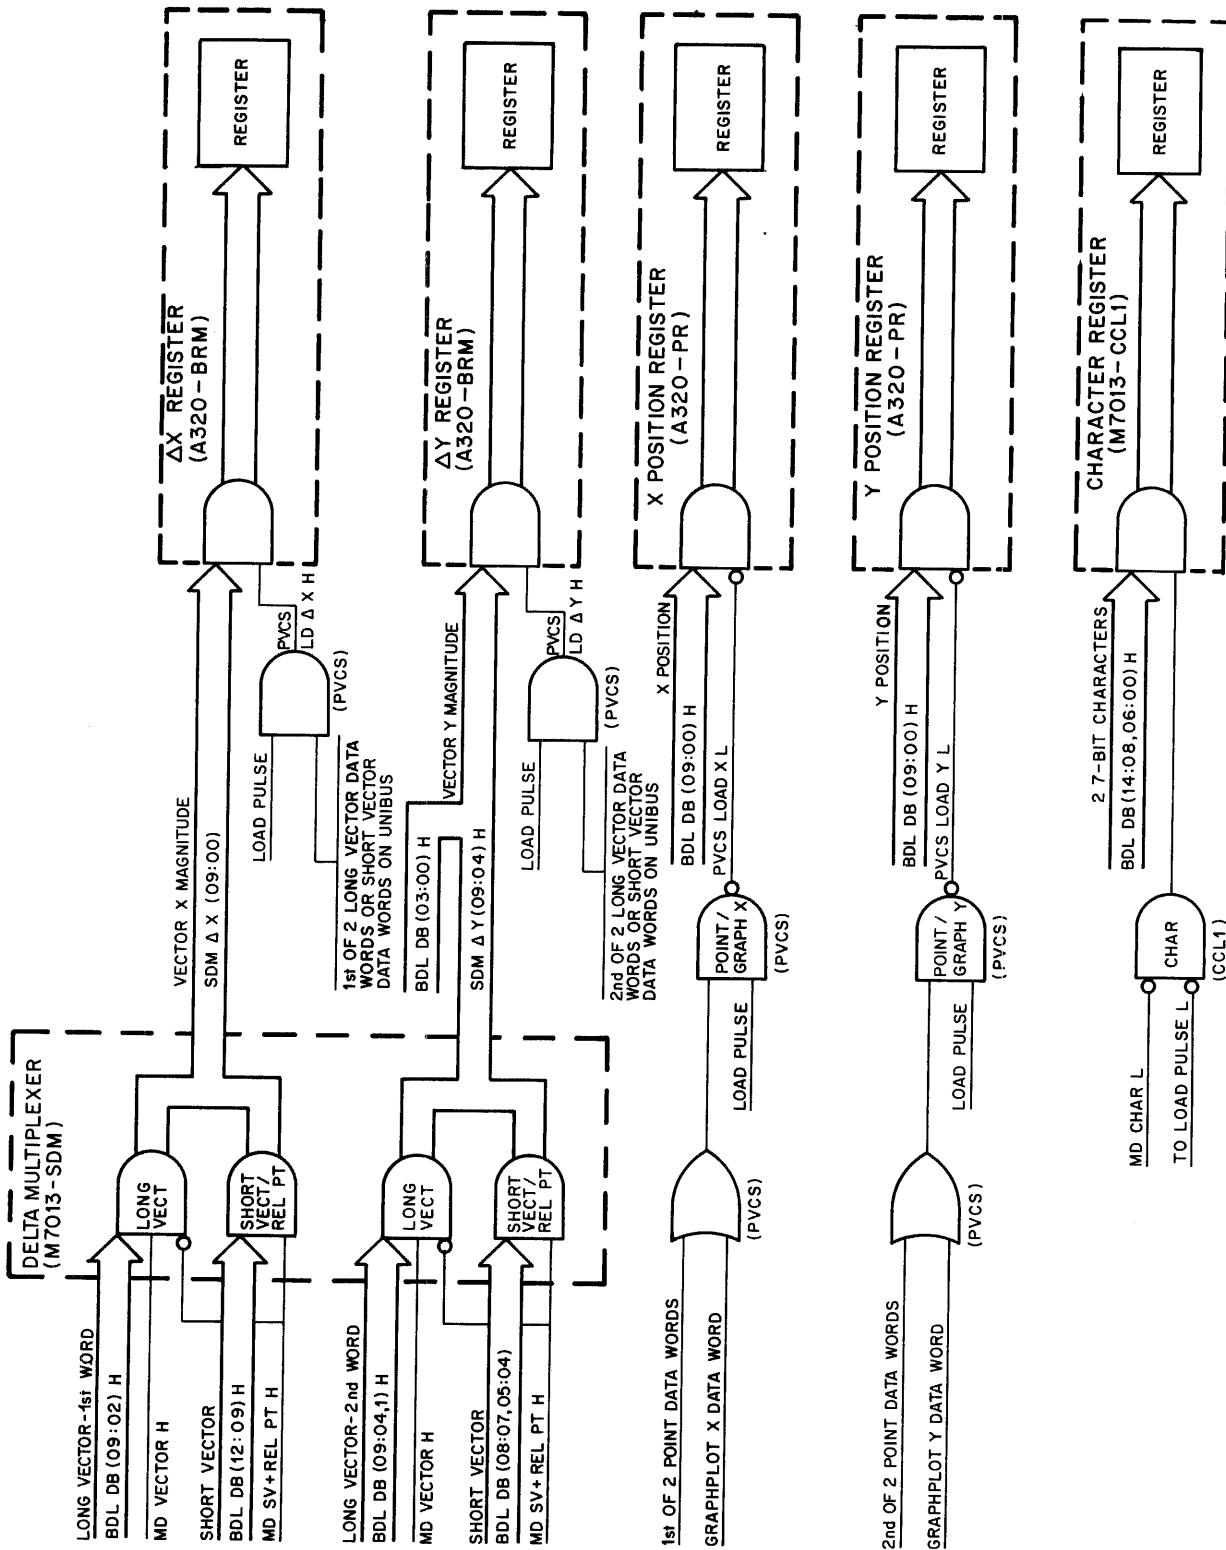 DELTA MULTIPLEXER
(M7013-SDM)
LONG VECTOR-1st WORD
BDL DB (09:02) H
MD VECTOR H
SHORT VECTOR
BDL DB (12:09) H
MD SV+REL PT H
LONG
VECT
SHORT
VECT/
REL PT
VECTOR X MAGNITUDE
SDM Δ X (09:00)
LOAD PULSE
1st OF 2 LONG VECTOR DATA
WORDS OR SHORT VECTOR
DATA WORDS ON UNIBUS
(PVCS)
PVCS
LD Δ X H
ΔX REGISTER
(A320-BRM)
REGISTER
LONG VECTOR-2nd WORD
BDL DB (09:04,1) H
MD VECTOR H
SHORT VECTOR
BDL DB (08:07,05:04)
MD SV+REL PT H
LONG
VECT
SHORT
VECT/
REL PT
BDL DB (03:00) H
VECTOR Y MAGNITUDE
SDM Δ Y (09:04) H
LOAD PULSE
2nd OF 2 LONG VECTOR DATA
WORDS OR SHORT VECTOR
DATA WORDS ON UNIBUS
(PVCS)
PVCS
LD Δ Y H
ΔY REGISTER
(A320-BRM)
REGISTER
1st OF 2 POINT DATA WORDS
GRAPHPLOT X DATA WORD
(PVCS)
LOAD PULSE
POINT/
GRAPH X
(PVCS)
X POSITION
BDL DB (09:00) H
PVCS LOAD X L
X POSITION REGISTER
(A320-PR)
REGISTER
2nd OF 2 POINT DATA WORDS
GRAPHPLOT Y DATA WORD
(PVCS)
LOAD PULSE
POINT/
GRAPH Y
(PVCS)
Y POSITION
BDL DB (09:00) H
PVCS LOAD Y L
Y POSITION REGISTER
(A320-PR)
REGISTER
MD CHAR L
TO LOAD PULSE L
CHAR
(CCL1)
2 7-BIT CHARACTERS
BDL DB (14:08,06:00) H
CHARACTER REGISTER
(M7013-CCL1)
REGISTER